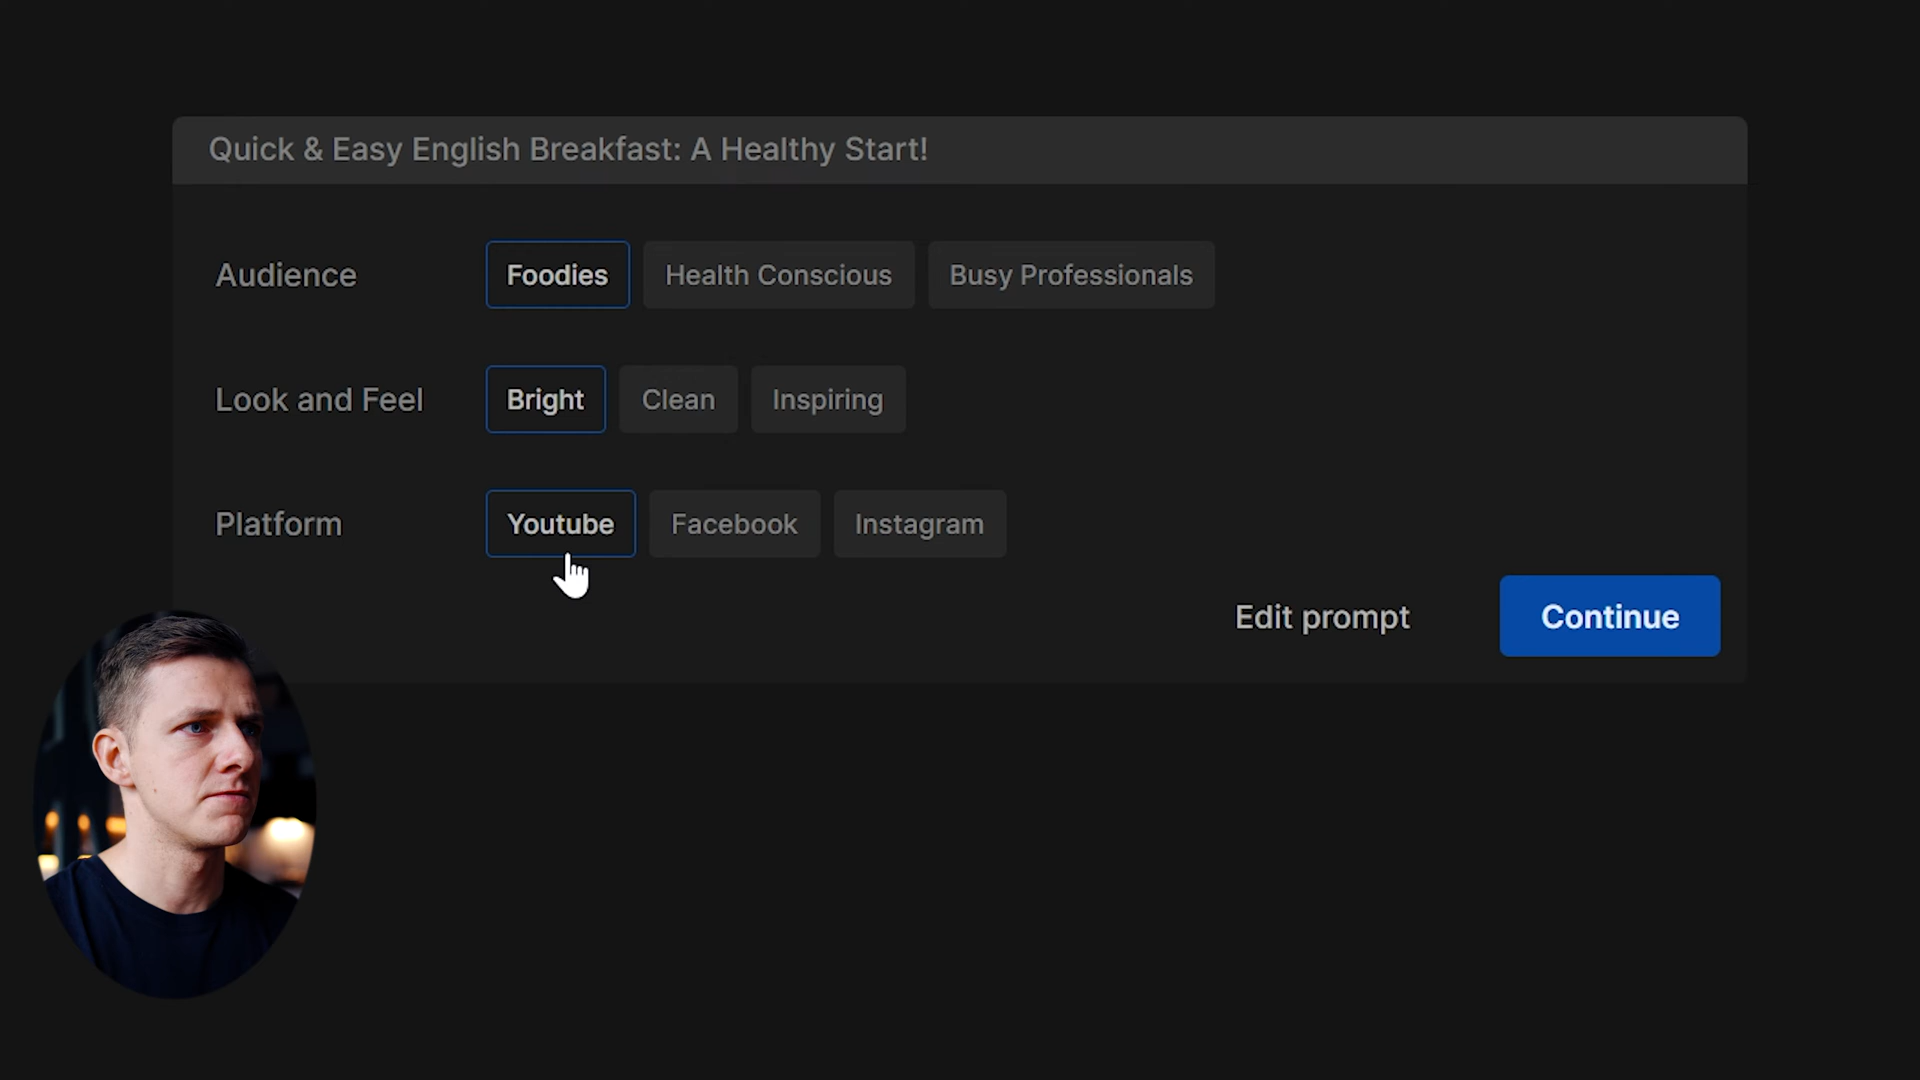 Quick & Easy English Breakfast: A Healthy Start!
Audience Foodies Health Conscious Busy Professionals
Look and Feel Bright Clean Inspiring
Platform Youtube Facebook Instagram
Edit prompt Continue